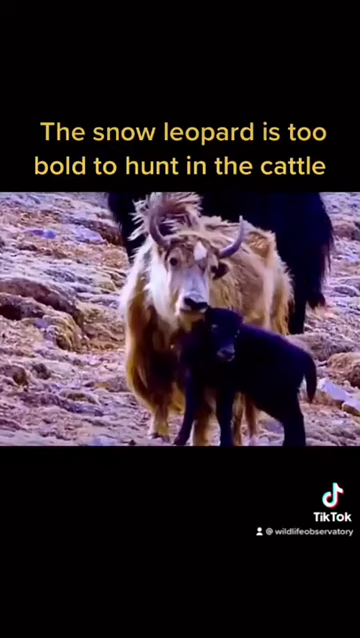 The snow leopard is too
bold to hunt in the cattle
TikTok
@ wildlifeobservatory